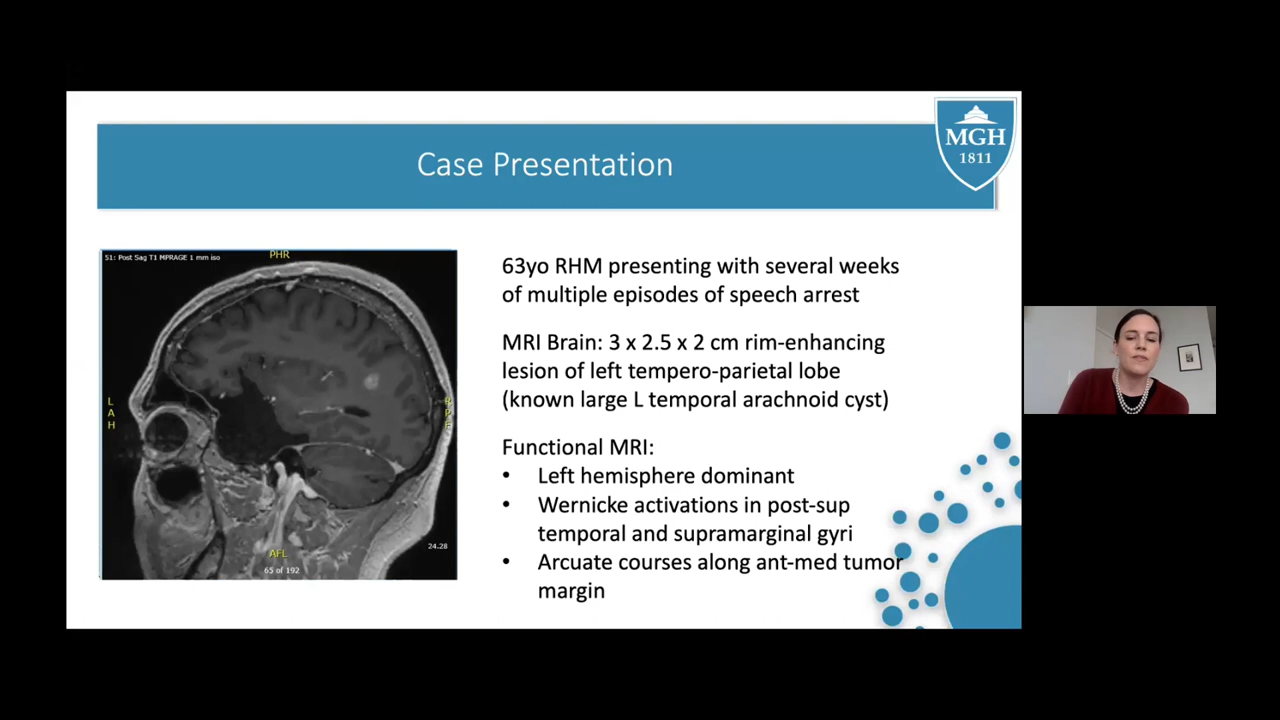 Case Presentation
MGH
1811
51: Post Sag T1 MPRAGE 1 mm iso
PHR
L
A
H
AFL
65 of 192
24.28
63yo RHM presenting with several weeks
of multiple episodes of speech arrest
MRI Brain: 3 x 2.5 x 2 cm rim-enhancing
lesion of left tempero-parietal lobe
(known large L temporal arachnoid cyst)
Functional MRI:
• Left hemisphere dominant
• Wernicke activations in post-sup
temporal and supramarginal gyri
• Arcuate courses along ant-med tumor
margin